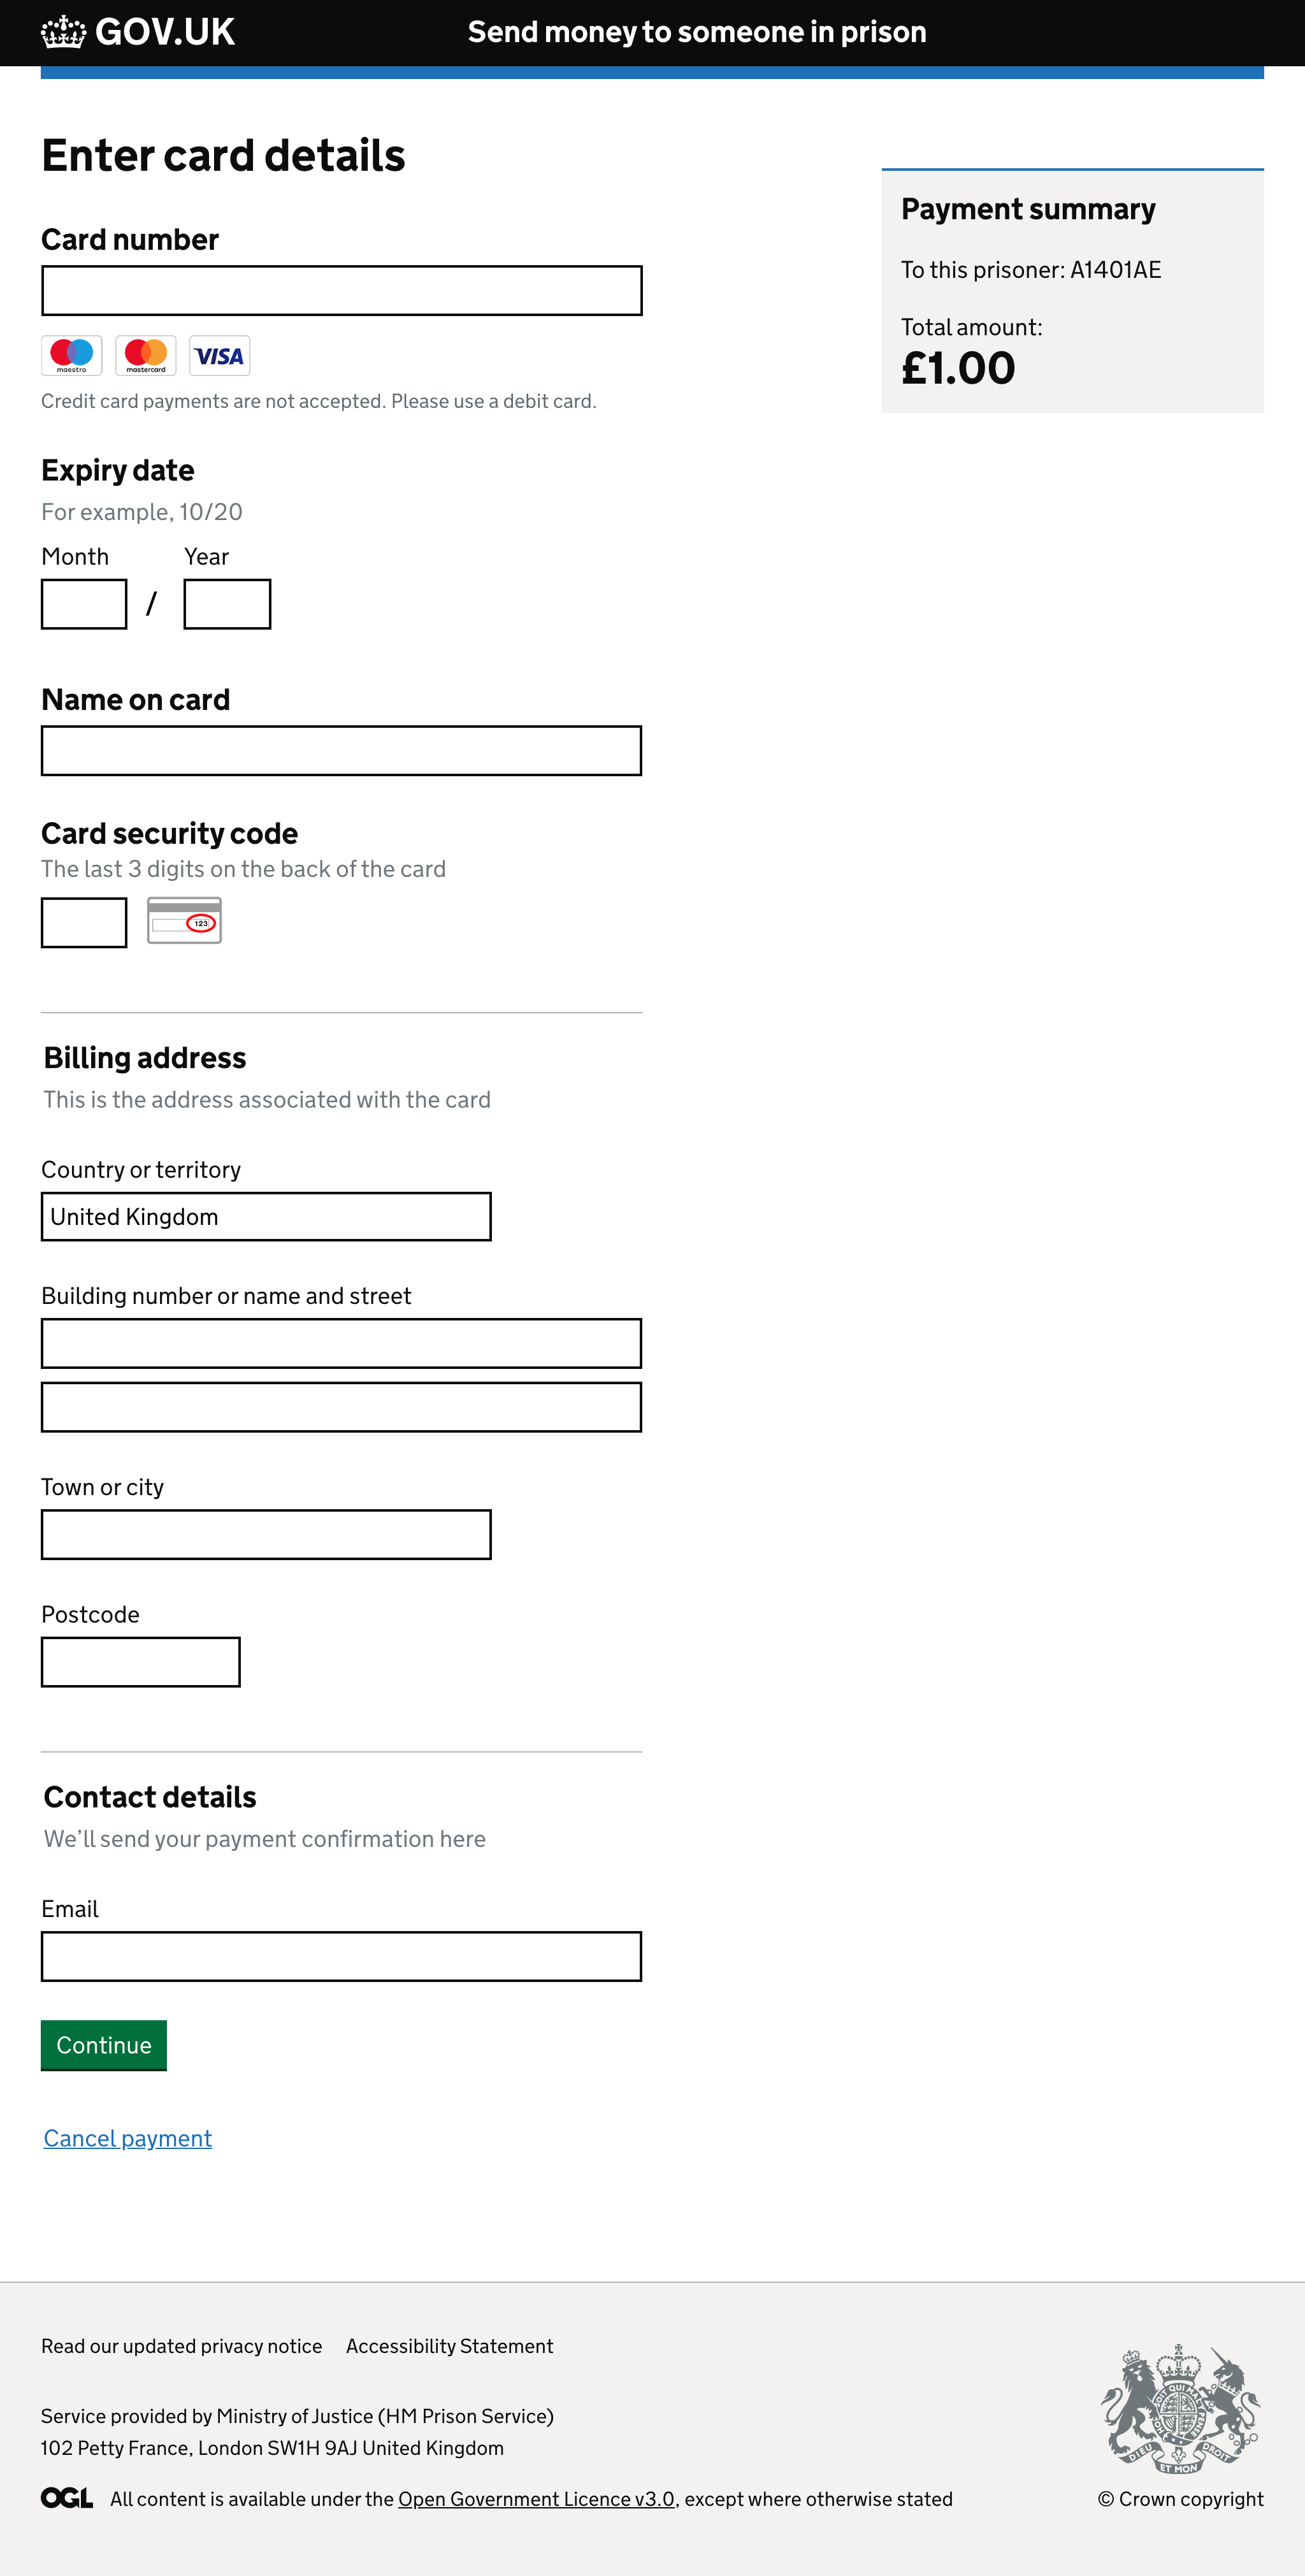 GOV.UK
Send money to someone in prison
Enter card details
Card number
maestro
mastercard
VISA
Credit card payments are not accepted. Please use a debit card.
Expiry date
For example, 10/20
Month
Year
/
Name on card
Card security code
The last 3 digits on the back of the card
123
Billing address
This is the address associated with the card
Country or territory
United Kingdom
Building number or name and street
Town or city
Postcode
Contact details
We’ll send your payment confirmation here
Email
Continue
Cancel payment
Payment summary
To this prisoner: A1401AE
Total amount:
£1.00
Read our updated privacy notice
Accessibility Statement
Service provided by Ministry of Justice (HM Prison Service)
102 Petty France, London SW1H 9AJ United Kingdom
OGL
All content is available under the Open Government Licence v3.0, except where otherwise stated
DIEU ET MON DROIT
© Crown copyright